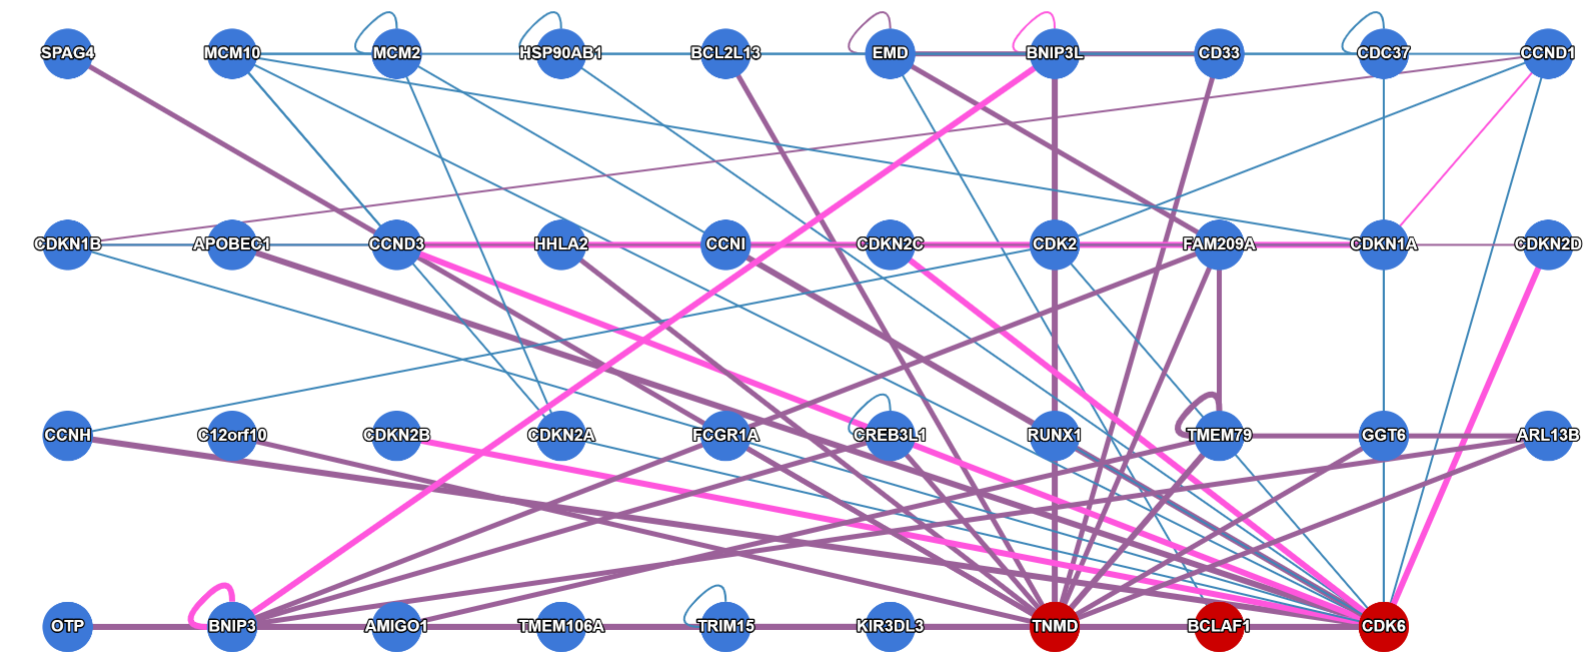 SPAG4 MCM10 MCM2 HSP90AB1 BCL2L13 EMD BNIP3L CD33 CDC37 CCND1
CDKN1B APOBEC1 CCND3 HHLA2 CCNI CDKN2C CDK2 FAM209A CDKN1A CDKN2D
CCNH C12orf10 CDKN2B CDKN2A FCGR1A CREB3L1 RUNX1 TMEM79 GGT6 ARL13B
OTP BNIP3 AMIGO1 TMEM106A TRIM15 KIR3DL3 TNMD BCLAF1 CDK6